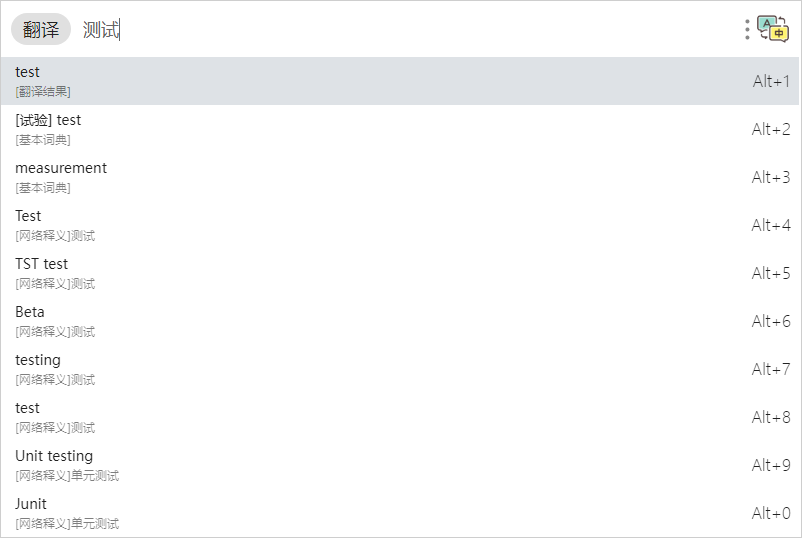 翻译 测试 A 中
test Alt+1
[翻译结果]
[试验] test Alt+2
[基本词典]
measurement Alt+3
[基本词典]
Test Alt+4
[网络释义]测试
TST test Alt+5
[网络释义]测试
Beta Alt+6
[网络释义]测试
testing Alt+7
[网络释义]测试
test Alt+8
[网络释义]测试
Unit testing Alt+9
[网络释义]单元测试
Junit Alt+0
[网络释义]单元测试